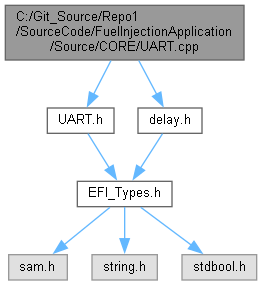 C:/Git_Source/Repo1
/SourceCode/FuelInjectionApplication
/Source/CORE/UART.cpp
UART.h
delay.h
EFI_Types.h
sam.h
string.h
stdbool.h